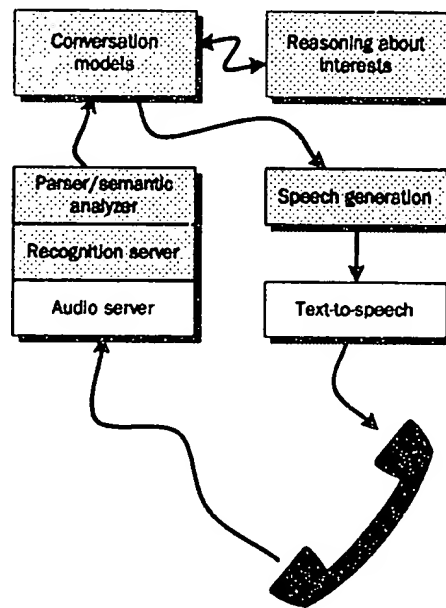 Conversation
models
Reasoning about
interests
Parser/semantic
analyzer
Recognition server
Audio server
Speech generation
Text-to-speech